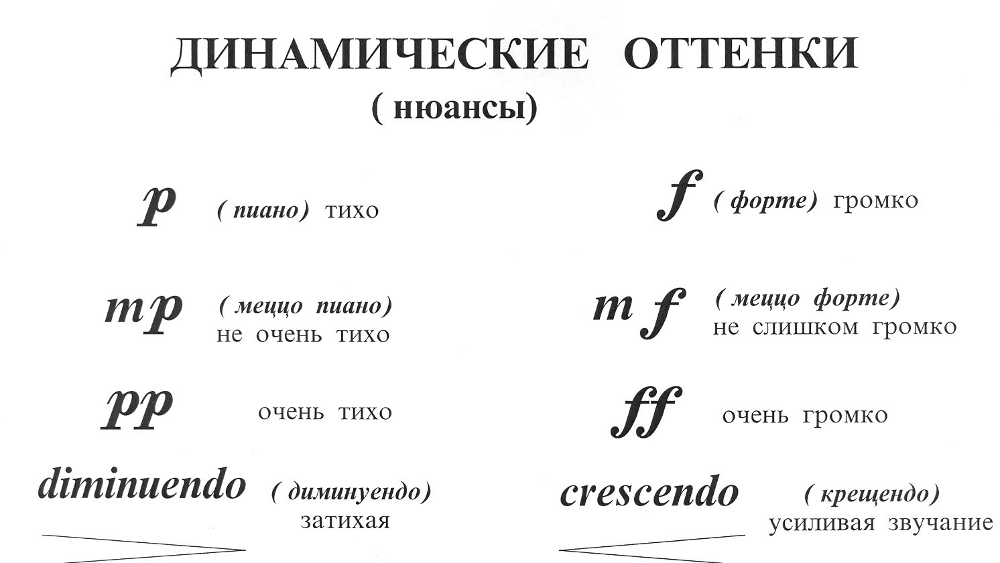 ДИНАМИЧЕСКИЕ ОТТЕНКИ
( нюансы)
p ( пиано) тихо
f ( форте) громко
mp ( меццо пиано)
не очень тихо
m f ( меццо форте)
не слишком громко
pp очень тихо
ff очень громко
diminuendo ( диминуендо)
затихая
crescendo ( крещендо)
усиливая звучание